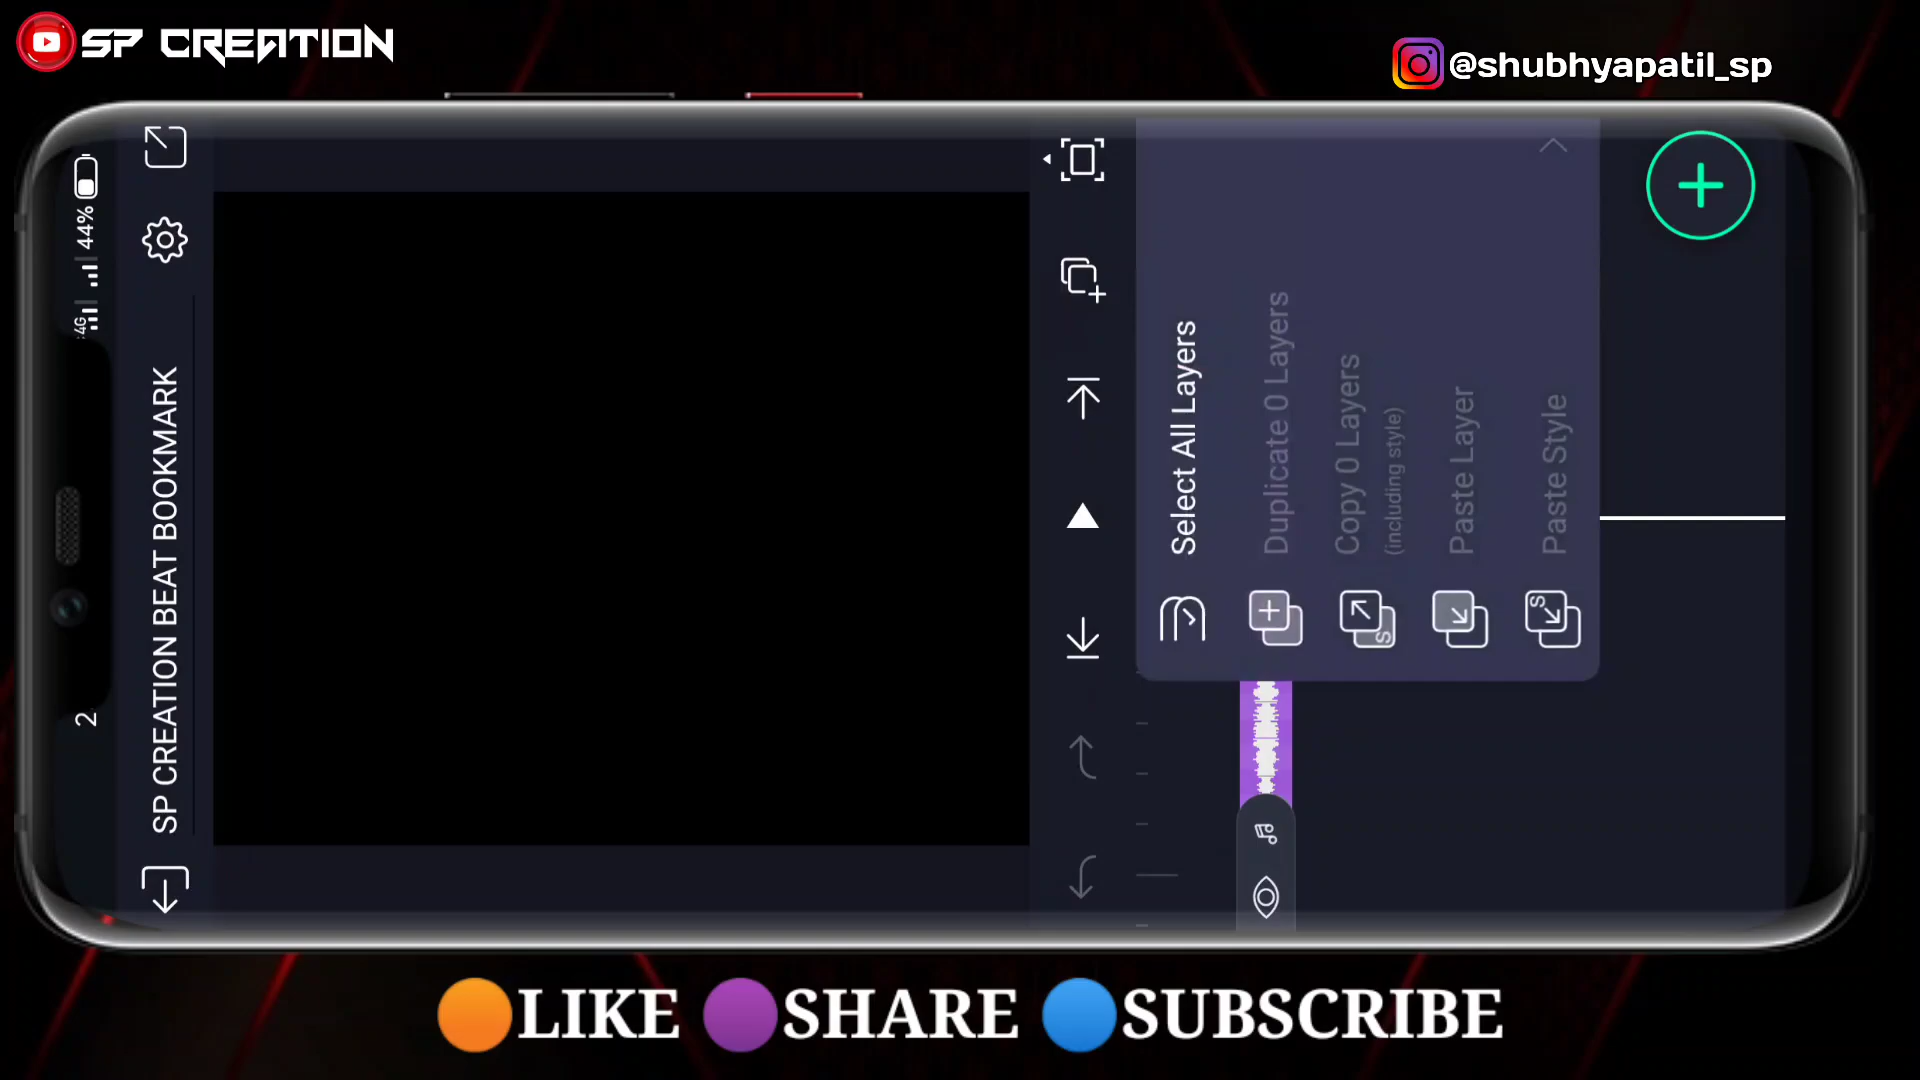 SP CREATION
@shubhyapatil_sp
4G 44%
2
SP CREATION BEAT BOOKMARK
Select All Layers
Duplicate 0 Layers
Copy 0 Layers
(including style)
Paste Layer
Paste Style
LIKE SHARE SUBSCRIBE